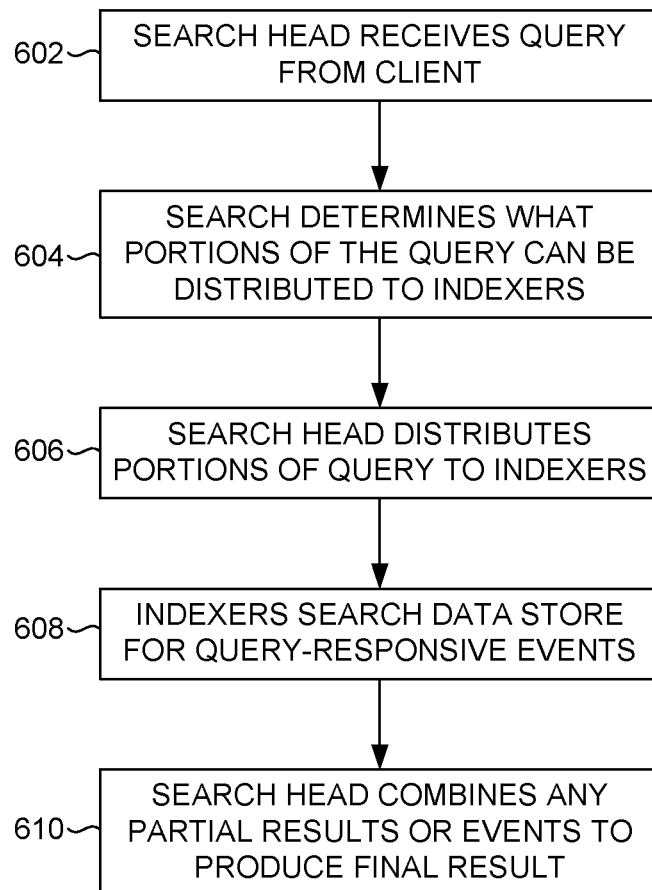 602
SEARCH HEAD RECEIVES QUERY
FROM CLIENT
604
SEARCH DETERMINES WHAT
PORTIONS OF THE QUERY CAN BE
DISTRIBUTED TO INDEXERS
606
SEARCH HEAD DISTRIBUTES
PORTIONS OF QUERY TO INDEXERS
608
INDEXERS SEARCH DATA STORE
FOR QUERY-RESPONSIVE EVENTS
610
SEARCH HEAD COMBINES ANY
PARTIAL RESULTS OR EVENTS TO
PRODUCE FINAL RESULT